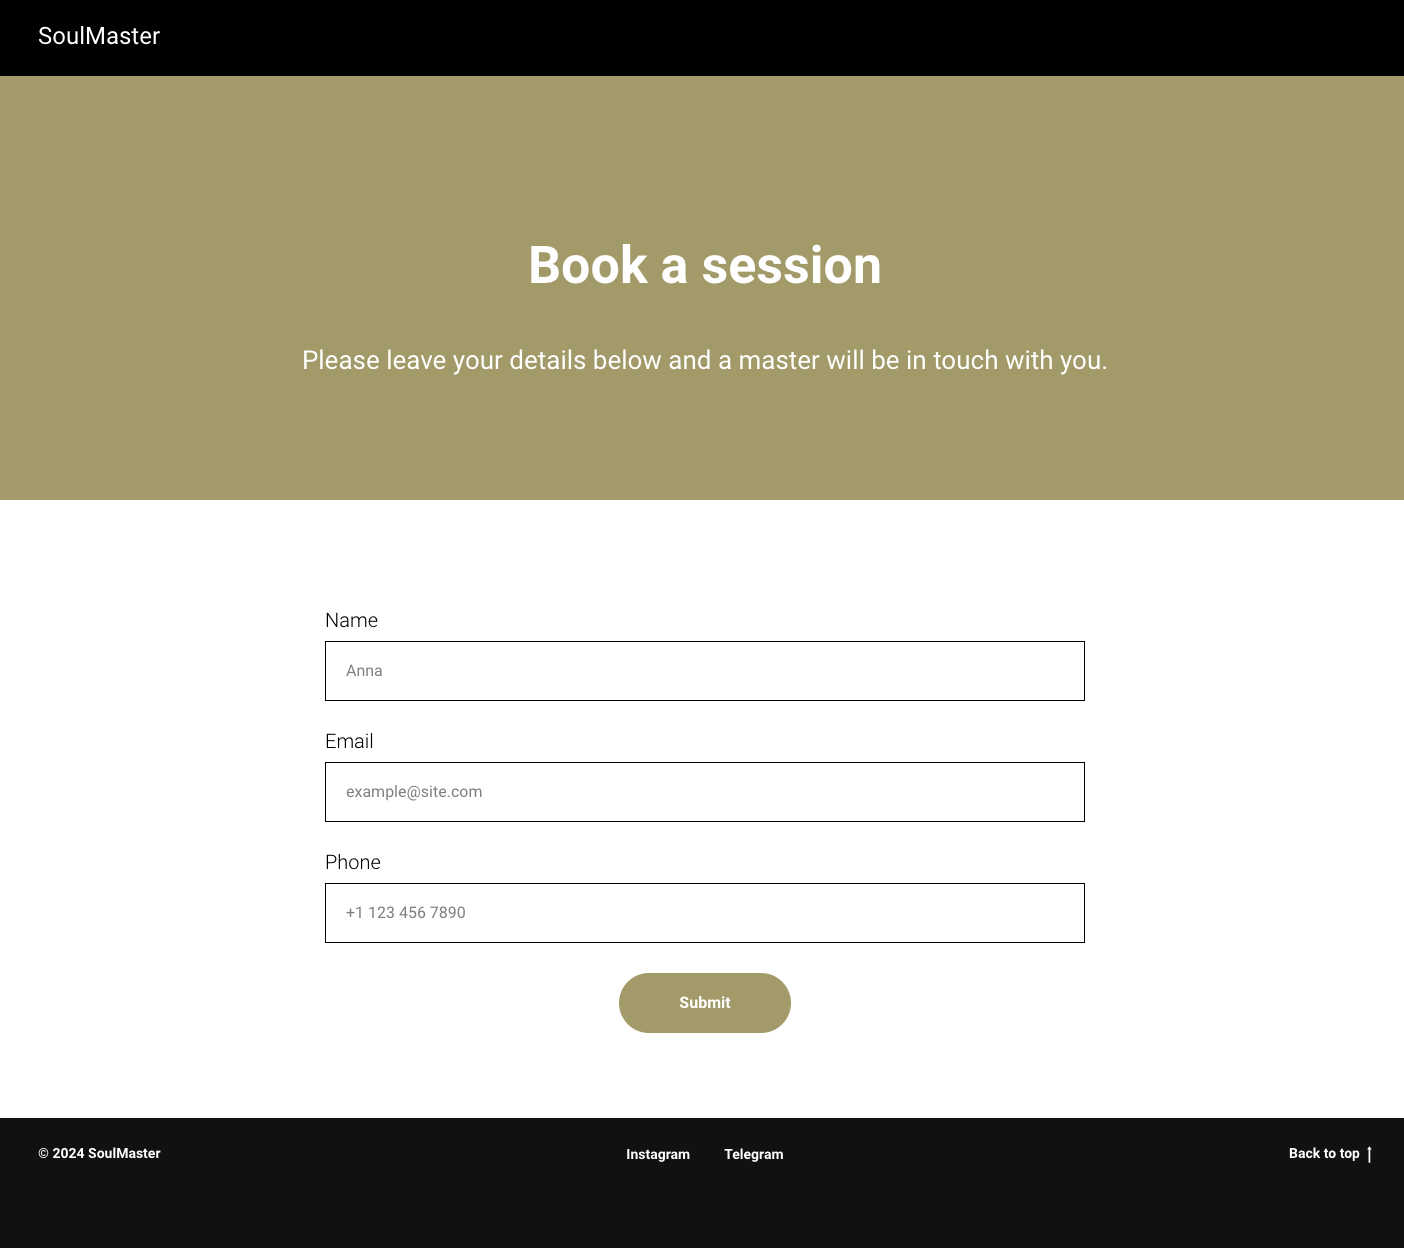 SoulMaster
Book a session
Please leave your details below and a master will be in touch with you.
Name
Anna
Email
example@site.com
Phone
+1 123 456 7890
Submit
© 2024 SoulMaster
Instagram
Telegram
Back to top